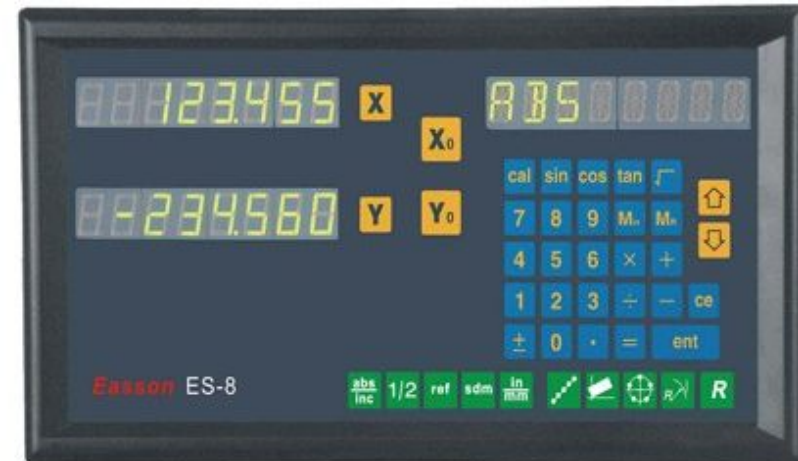 123.455 X ABS
X₀
-234.560 Y Y₀
cal sin cos tan √
7 8 9
4 5 6 × +
1 2 3 ÷ − ce
± 0 · = ent
Easson ES-8 abs/inc 1/2 ref sdm in/mm R R